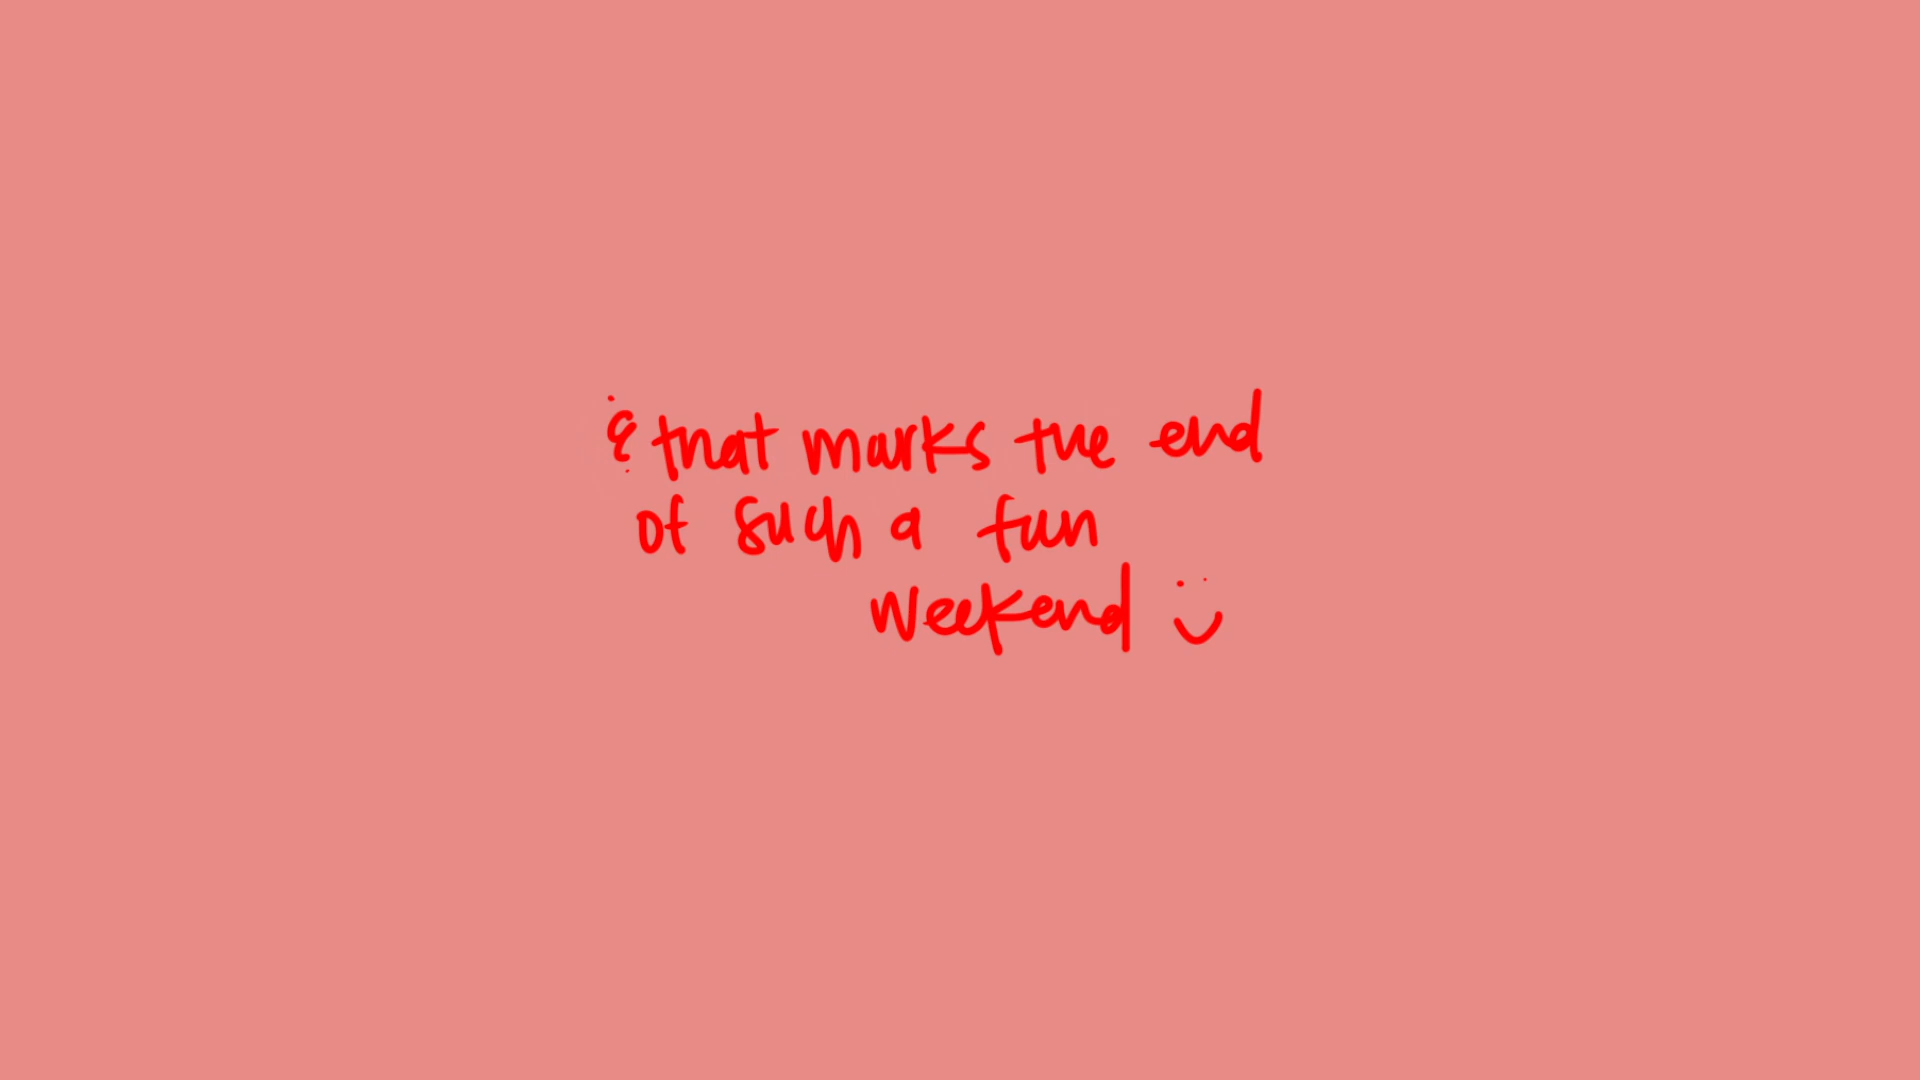 & that marks the end
of such a fun
weekend :)